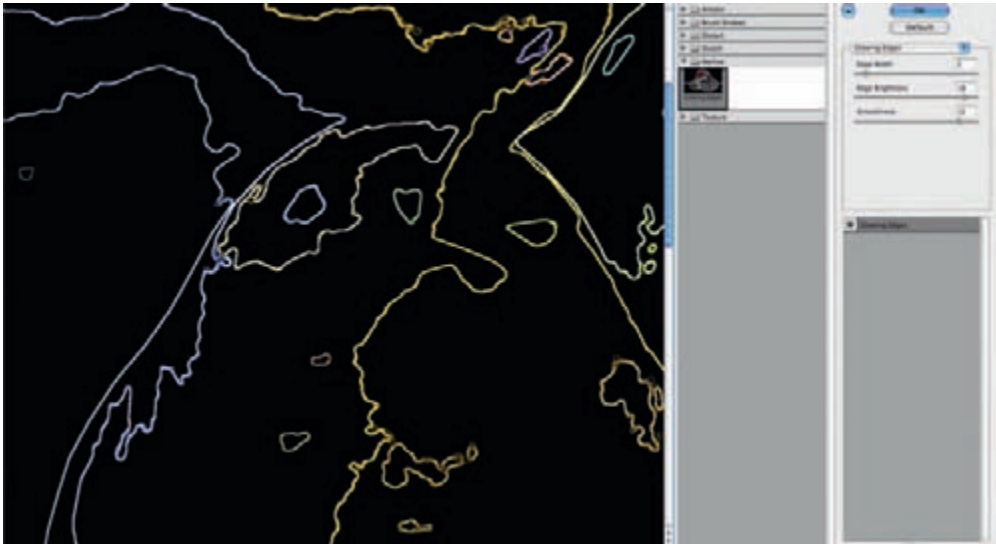 Artistic
Brush Strokes
Distort
Sketch
Stylize
Texture
OK
Default
Glowing Edges
Edge Width
Edge Brightness
Smoothness
Glowing Edges